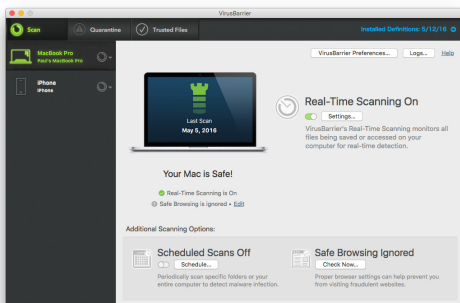 VirusBarrier
Scan
Quarantine
Trusted Files
Installed Definitions: 5/12/16
MacBook Pro
Paul's MacBook Pro
iPhone
iPhone
VirusBarrier Preferences...
Logs...
Help
Last Scan
May 5, 2016
Real-Time Scanning On
Settings...
VirusBarrier's Real-Time Scanning monitors all
files being saved or accessed on your
computer for real-time detection.
Your Mac is Safe!
Real-Time Scanning is On
Safe Browsing is ignored • Edit
Additional Scanning Options:
Scheduled Scans Off
Schedule...
Periodically scan specific folders or your
entire computer to detect malware infection.
Safe Browsing Ignored
Check Now...
Proper browser settings can help prevent you
from visiting fraudulent websites.